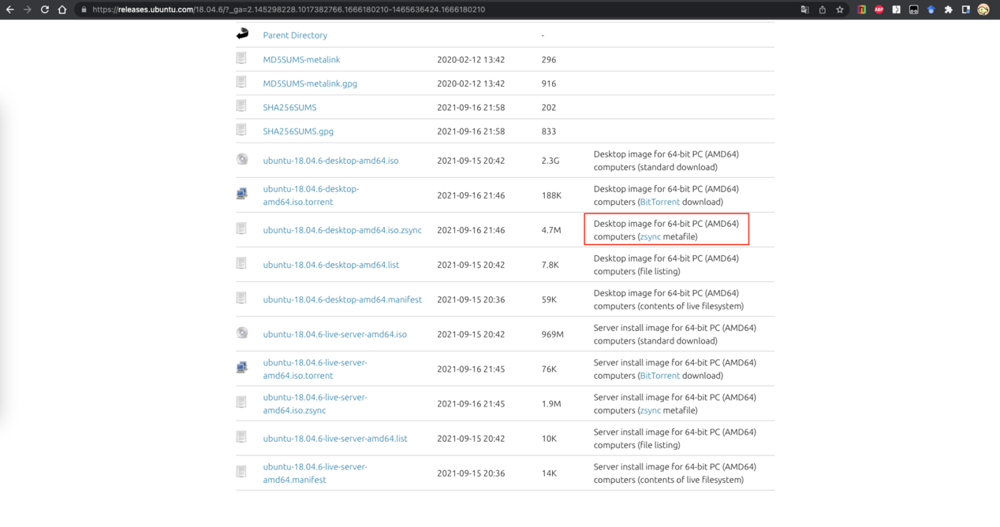 https://releases.ubuntu.com/18.04.6/?_ga=2.145298228.1017382766.1666180210-1465636424.1666180210
ABP
Parent Directory -
MD5SUMS-metalink 2020-02-12 13:42 296
MD5SUMS-metalink.gpg 2020-02-12 13:42 916
SHA256SUMS 2021-09-16 21:58 202
SHA256SUMS.gpg 2021-09-16 21:58 833
ubuntu-18.04.6-desktop-amd64.iso 2021-09-15 20:42 2.3G Desktop image for 64-bit PC (AMD64)
computers (standard download)
ubuntu-18.04.6-desktop-
amd64.iso.torrent 2021-09-16 21:46 188K Desktop image for 64-bit PC (AMD64)
computers (BitTorrent download)
ubuntu-18.04.6-desktop-amd64.iso.zsync 2021-09-16 21:46 4.7M Desktop image for 64-bit PC (AMD64)
computers (zsync metafile)
ubuntu-18.04.6-desktop-amd64.list 2021-09-15 20:42 7.8K Desktop image for 64-bit PC (AMD64)
computers (file listing)
ubuntu-18.04.6-desktop-amd64.manifest 2021-09-15 20:36 59K Desktop image for 64-bit PC (AMD64)
computers (contents of live filesystem)
ubuntu-18.04.6-live-server-amd64.iso 2021-09-15 20:42 969M Server install image for 64-bit PC (AMD64)
computers (standard download)
ubuntu-18.04.6-live-server-
amd64.iso.torrent 2021-09-16 21:45 76K Server install image for 64-bit PC (AMD64)
computers (BitTorrent download)
ubuntu-18.04.6-live-server-
amd64.iso.zsync 2021-09-16 21:45 1.9M Server install image for 64-bit PC (AMD64)
computers (zsync metafile)
ubuntu-18.04.6-live-server-amd64.list 2021-09-15 20:42 10K Server install image for 64-bit PC (AMD64)
computers (file listing)
ubuntu-18.04.6-live-server-
amd64.manifest 2021-09-15 20:36 14K Server install image for 64-bit PC (AMD64)
computers (contents of live filesystem)